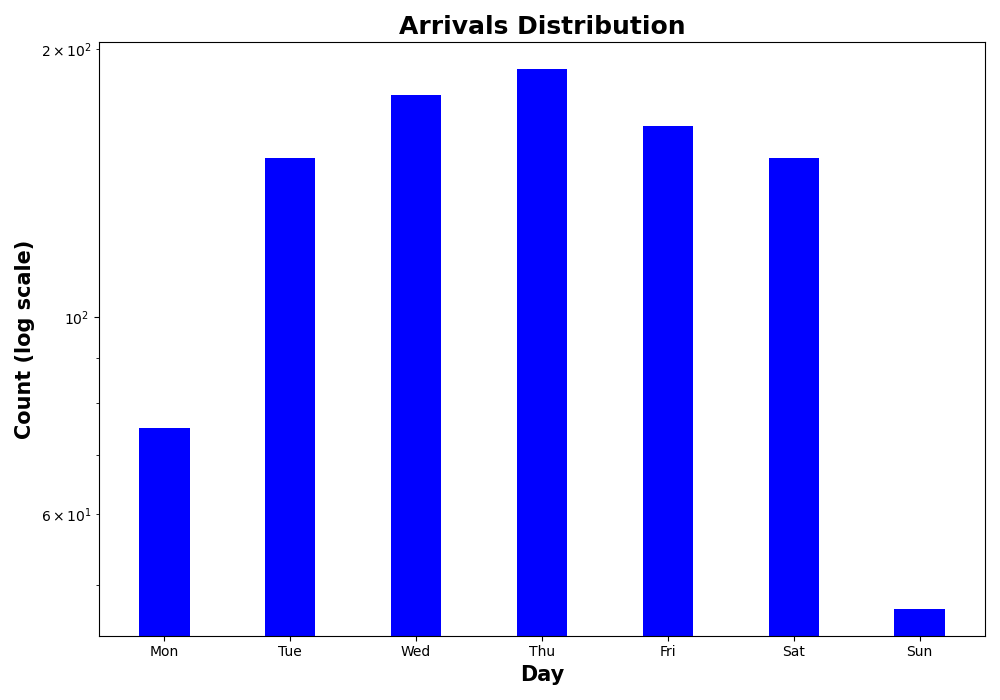 Arrivals Distribution
Count (log scale)
2 × 10²
10²
6 × 10¹
Mon Tue Wed Thu Fri Sat Sun
Day